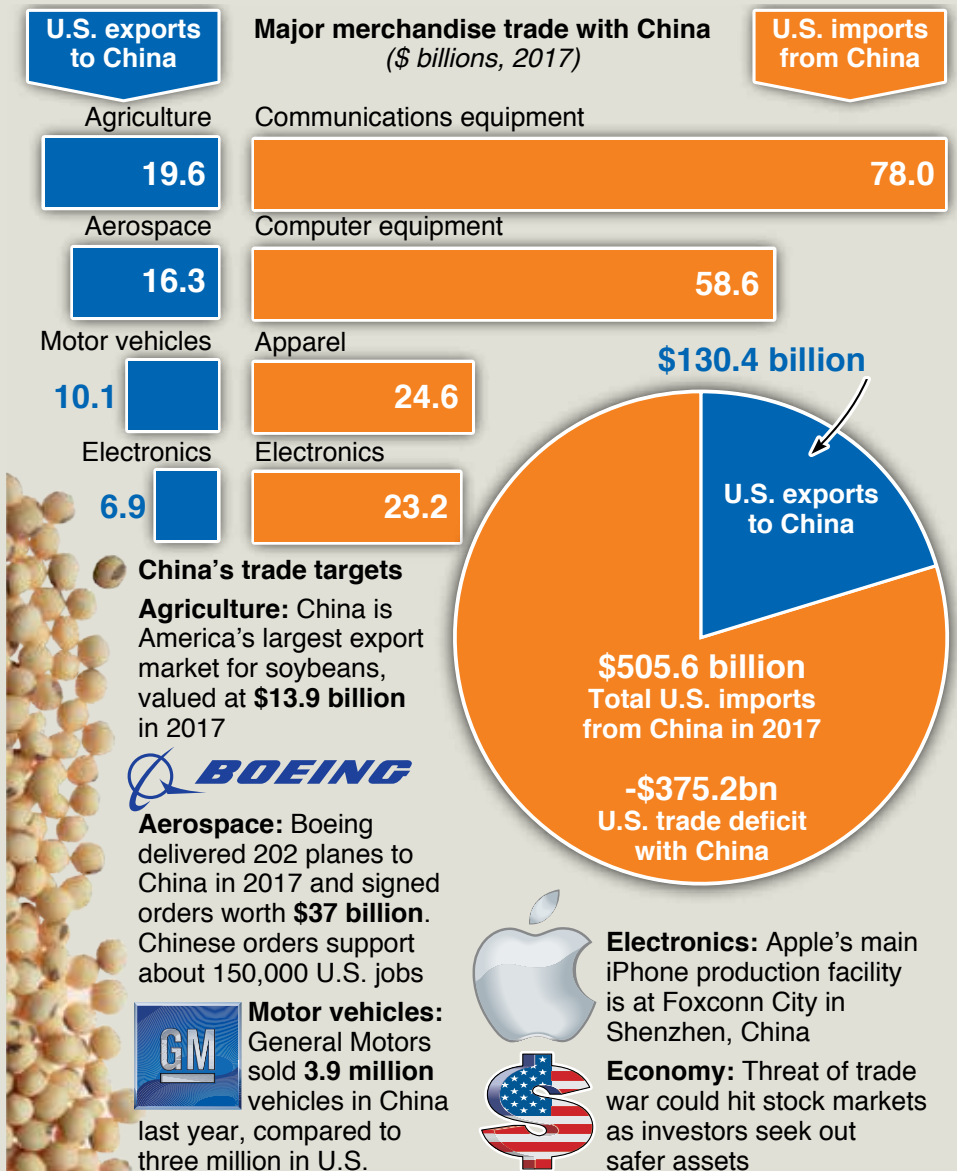 U.S. exports
to China
Major merchandise trade with China
($ billions, 2017)
U.S. imports
from China
Agriculture
19.6
Communications equipment
78.0
Aerospace
16.3
Computer equipment
58.6
Motor vehicles
10.1
Apparel
24.6
Electronics
6.9
Electronics
23.2
$130.4 billion
U.S. exports
to China
$505.6 billion
Total U.S. imports
from China in 2017
-$375.2bn
U.S. trade deficit
with China
China's trade targets
Agriculture: China is
America's largest export
market for soybeans,
valued at $13.9 billion
in 2017
BOEING
Aerospace: Boeing
delivered 202 planes to
China in 2017 and signed
orders worth $37 billion.
Chinese orders support
about 150,000 U.S. jobs
GM
Motor vehicles:
General Motors
sold 3.9 million
vehicles in China
last year, compared to
three million in U.S.
Electronics: Apple's main
iPhone production facility
is at Foxconn City in
Shenzhen, China
$
Economy: Threat of trade
war could hit stock markets
as investors seek out
safer assets